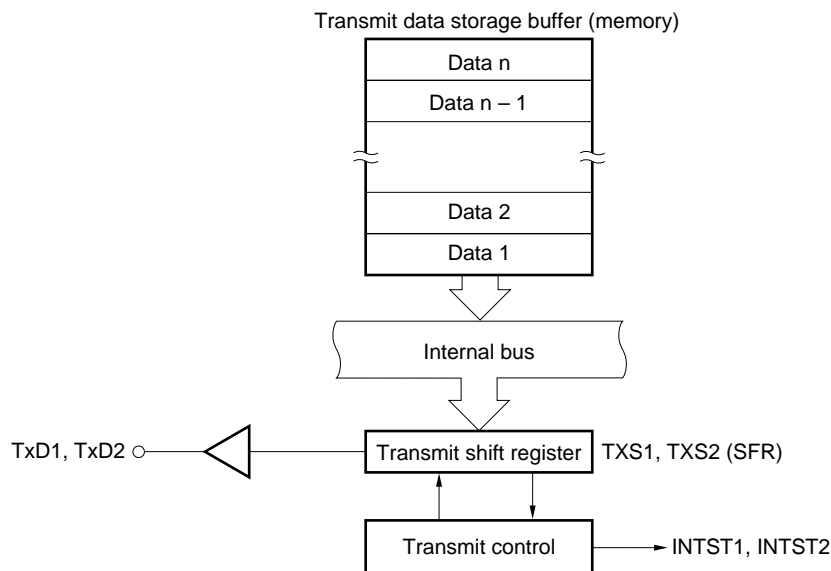 Transmit data storage buffer (memory)
Data n
Data n – 1
Data 2
Data 1
Internal bus
TxD1, TxD2
Transmit shift register
TXS1, TXS2 (SFR)
Transmit control
INTST1, INTST2